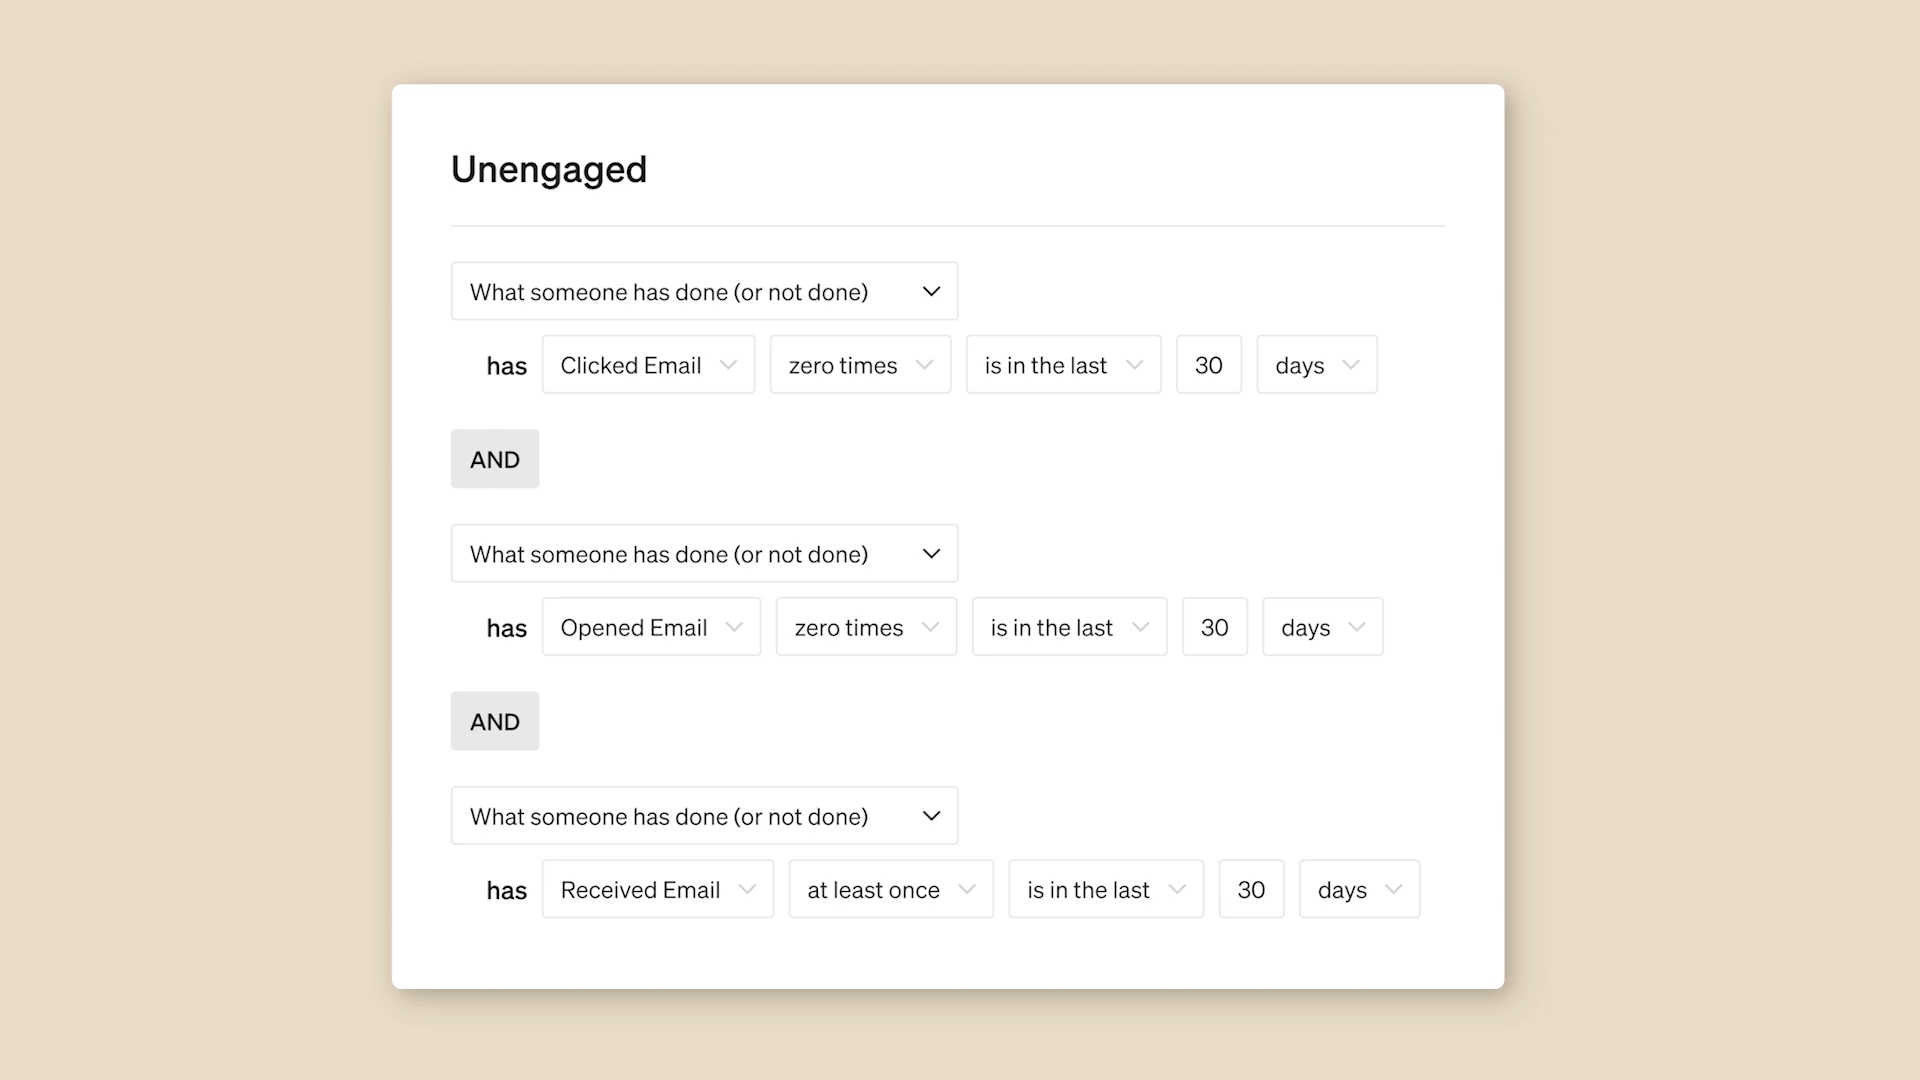 Unengaged
What someone has done (or not done)
has Clicked Email zero times is in the last 30 days
AND
What someone has done (or not done)
has Opened Email zero times is in the last 30 days
AND
What someone has done (or not done)
has Received Email at least once is in the last 30 days